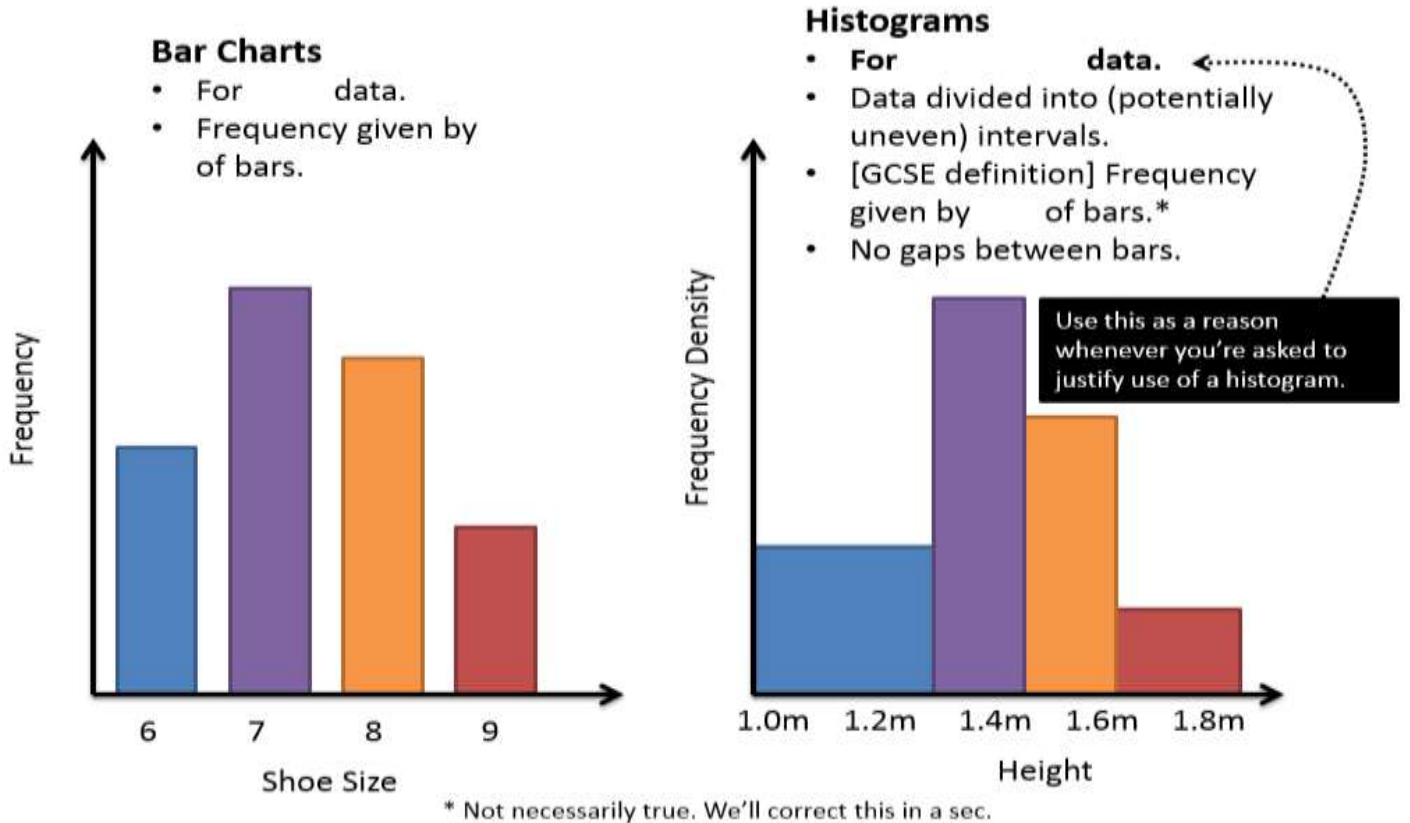 Bar Charts
• For data.
• Frequency given by
of bars.
Frequency
6 7 8 9
Shoe Size
Histograms
• For data.
• Data divided into (potentially
uneven) intervals.
• [GCSE definition] Frequency
given by of bars.*
• No gaps between bars.
Use this as a reason
whenever you're asked to
justify use of a histogram.
Frequency Density
1.0m 1.2m 1.4m 1.6m 1.8m
Height
* Not necessarily true. We'll correct this in a sec.